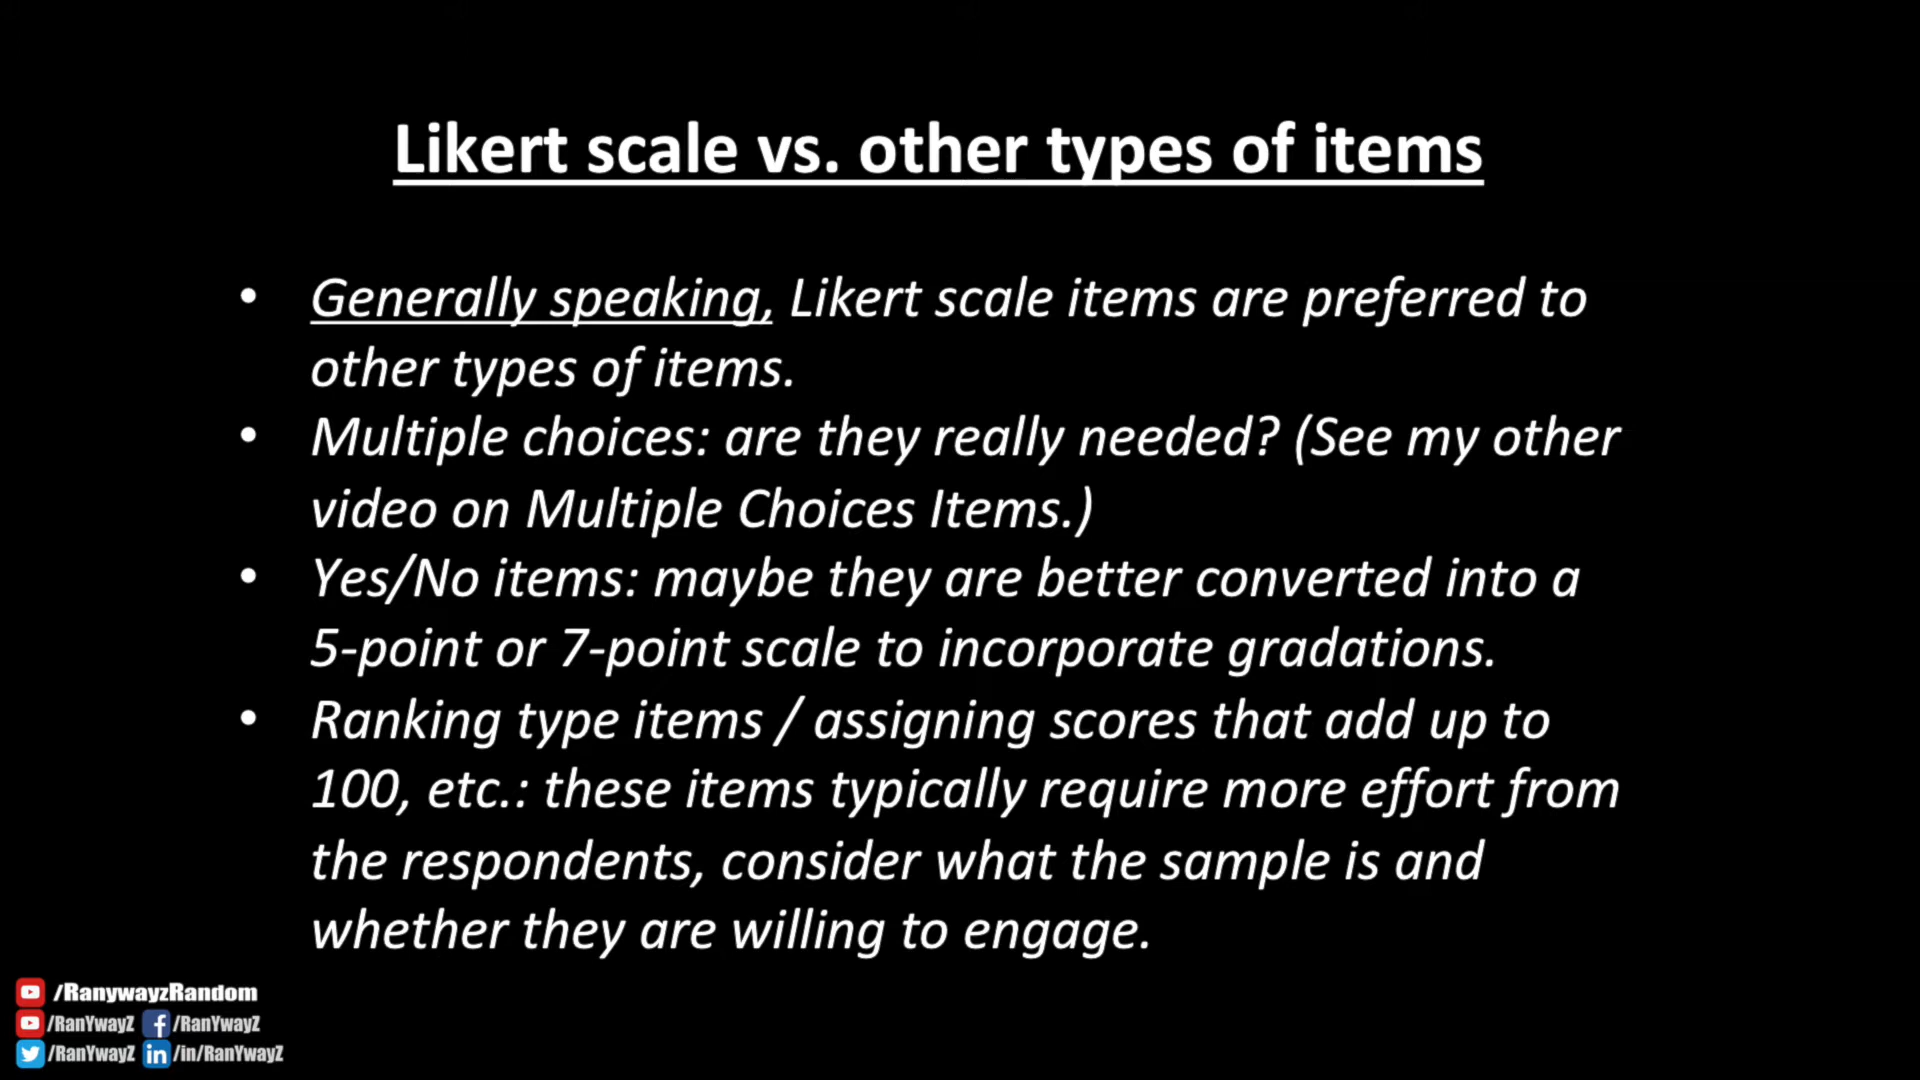 Likert scale vs. other types of items
• Generally speaking, Likert scale items are preferred to
other types of items.
• Multiple choices: are they really needed? (See my other
video on Multiple Choices Items.)
• Yes/No items: maybe they are better converted into a
5-point or 7-point scale to incorporate gradations.
• Ranking type items / assigning scores that add up to
100, etc.: these items typically require more effort from
the respondents, consider what the sample is and
whether they are willing to engage.
/RanywayzRandom
/RanYwayZ f /RanYwayZ
/RanYwayZ in /in/RanYwayZ